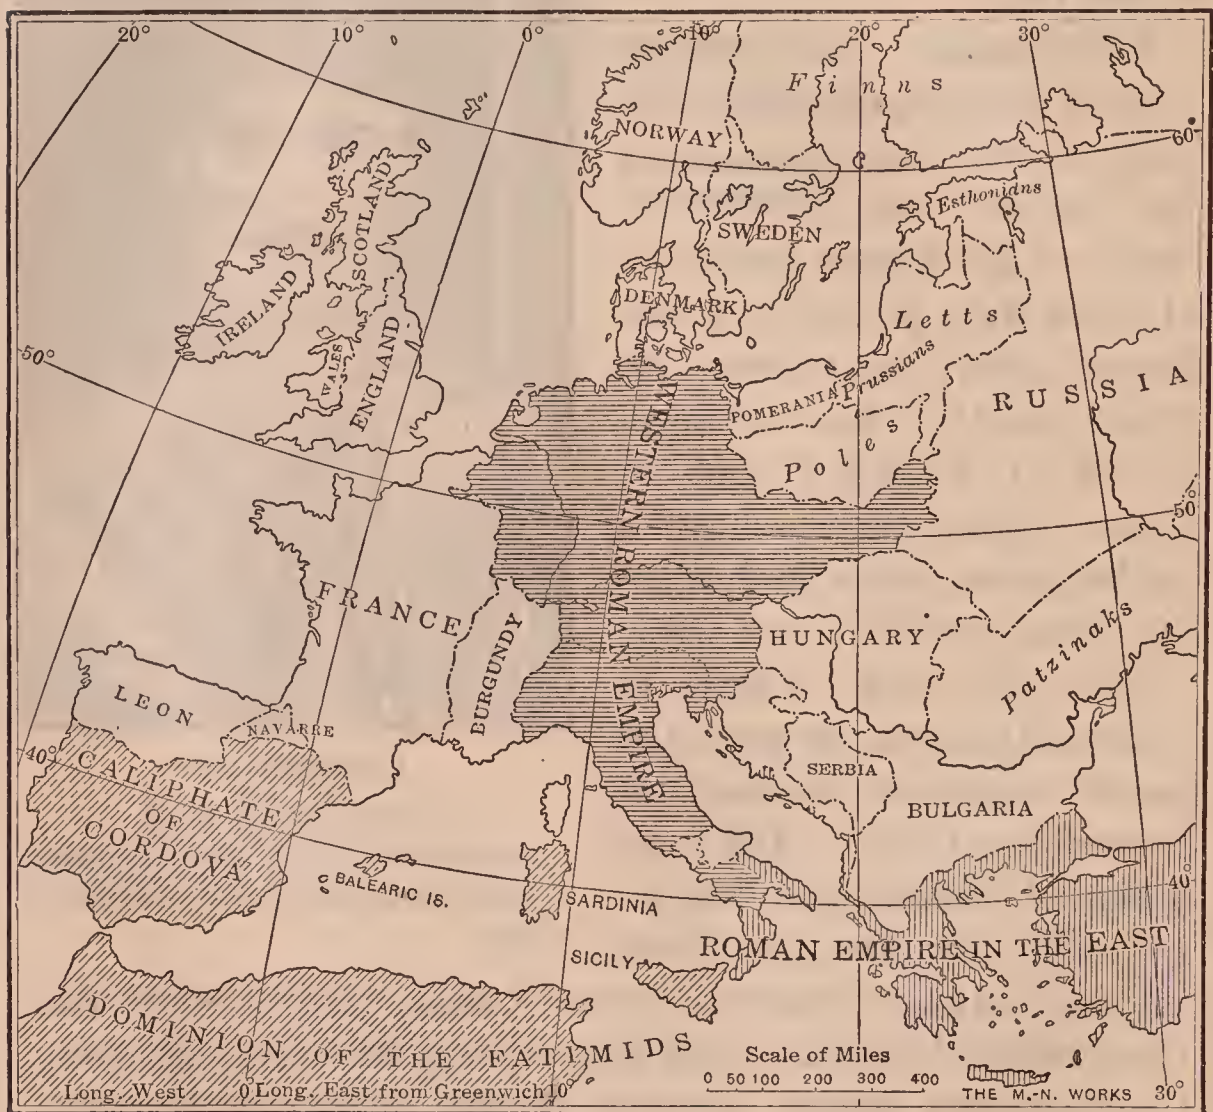 20° 10° 0° 10° 20° 30°
Finns
NORWAY
60°
SCOTLAND
Esthonians
SWEDEN
IRELAND
DENMARK
Letts
50°
WALES
ENGLAND
POMERANIA
Prussians
RUSSIA
Poles
WESTERN ROMAN EMPIRE
50°
FRANCE
BURGUNDY
HUNGARY
Patzinaks
LEON
NAVARRE
40°
CALIPHATE
OF
CORDOVA
SERBIA
BULGARIA
BALEARIC IS.
SARDINIA
40°
SICILY
ROMAN EMPIRE IN THE EAST
DOMINION OF THE FATIMIDS
Scale of Miles
0 50 100 200 300 400
Long. West 0° Long. East from Greenwich 10°
THE M.-N. WORKS 30°